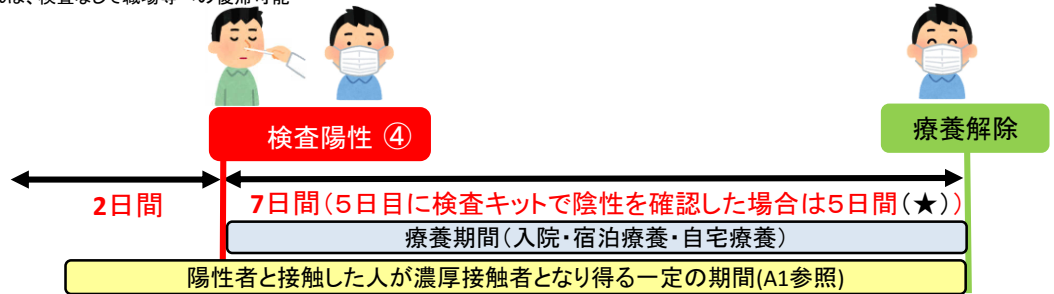 は、検査なしで職場等への復帰可能
検査陽性 ④
療養解除
2日間
7日間(5日目に検査キットで陰性を確認した場合は5日間(★))
療養期間(入院・宿泊療養・自宅療養)
陽性者と接触した人が濃厚接触者となり得る一定の期間(A1参照)